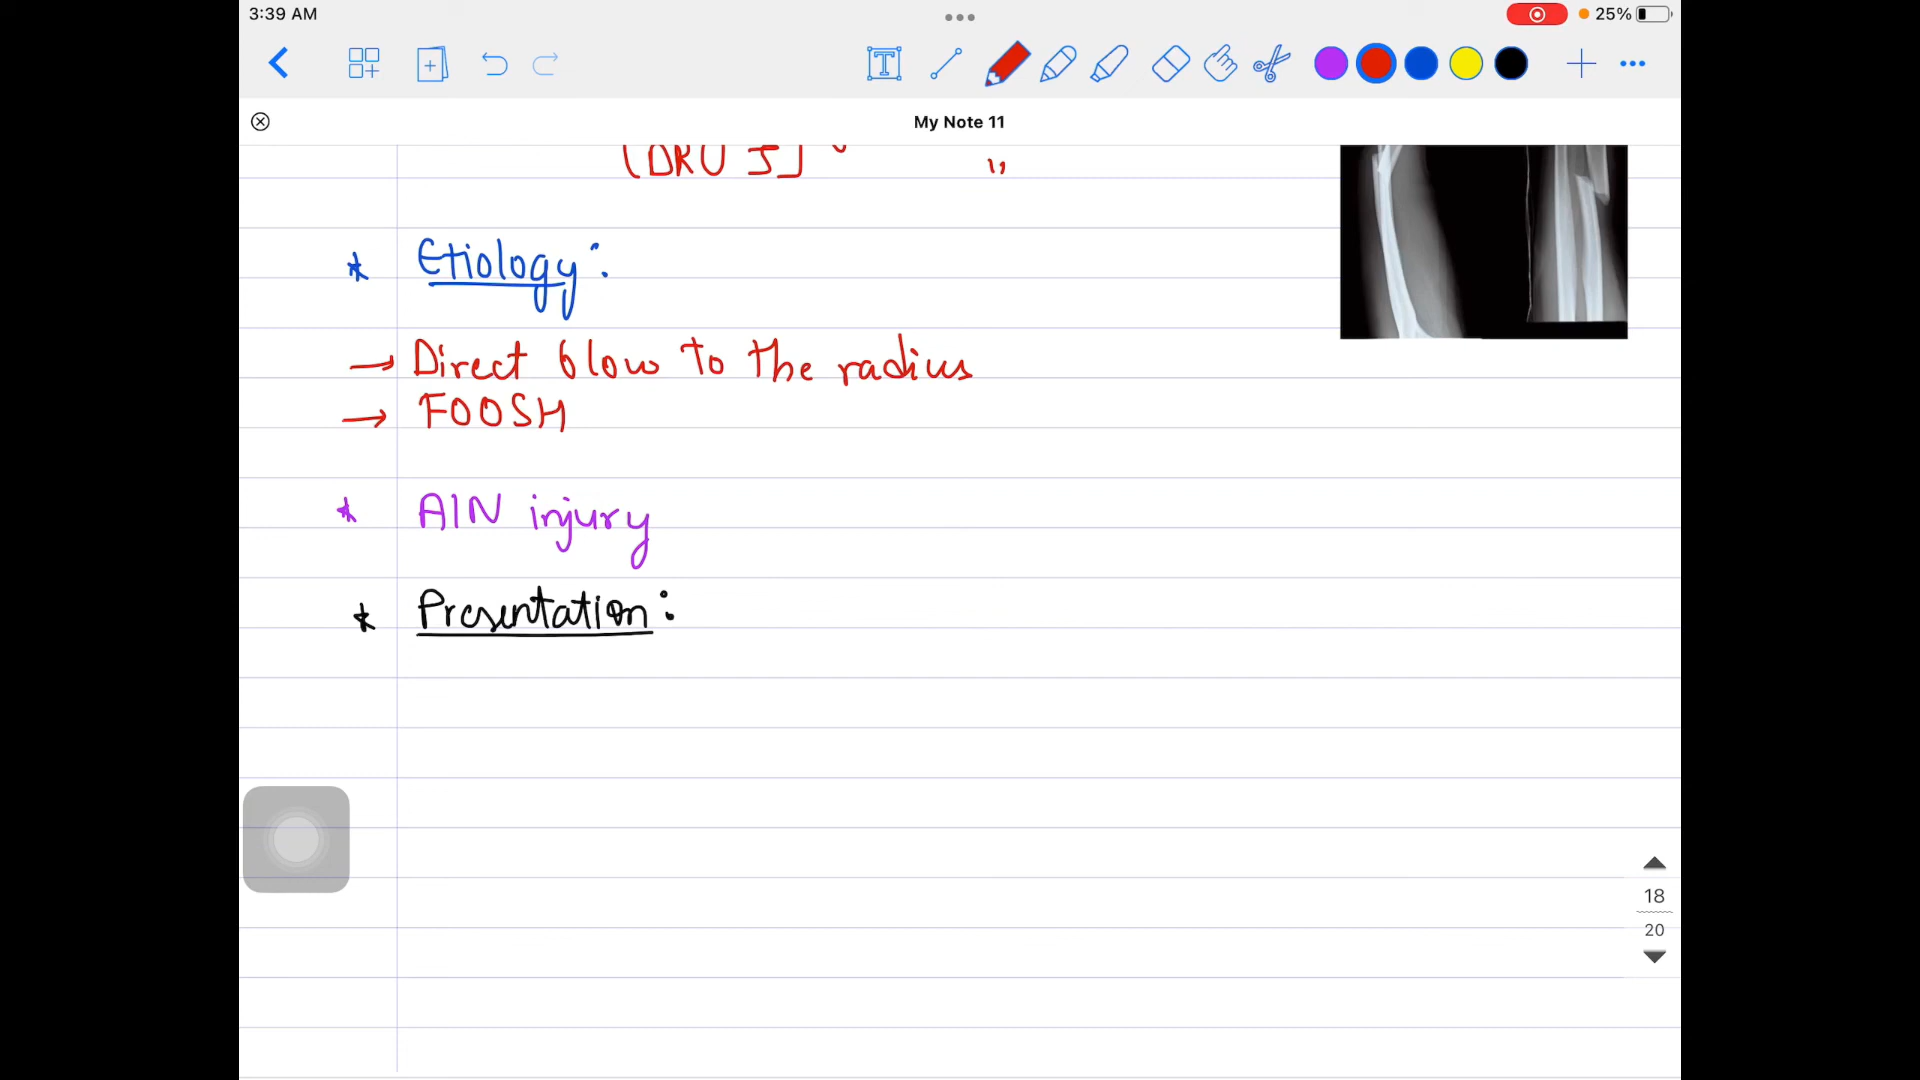 3:39 AM
25%
T
My Note 11
(DRUJ)
"
* Etiology:
→ Direct blow to the radius
→ FOOSH
* AIN injury
* Presentation:
18
20